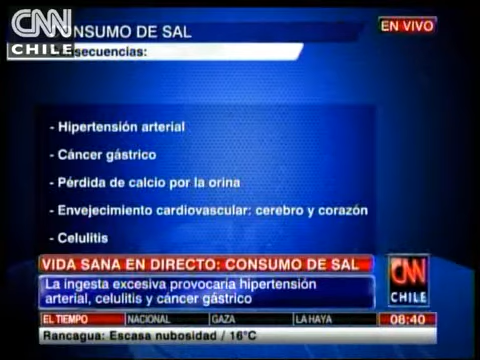 CNN
CHILE
CONSUMO DE SAL
EN VIVO
secuencias:
- Hipertensión arterial
- Cáncer gástrico
- Pérdida de calcio por la orina
- Envejecimiento cardiovascular: cerebro y corazón
- Celulitis
VIDA SANA EN DIRECTO: CONSUMO DE SAL
La ingesta excesiva provocaría hipertensión
arterial, celulitis y cáncer gástrico
CNN
CHILE
EL TIEMPO NACIONAL GAZA LA HAYA 08:40
Rancagua: Escasa nubosidad / 16°C